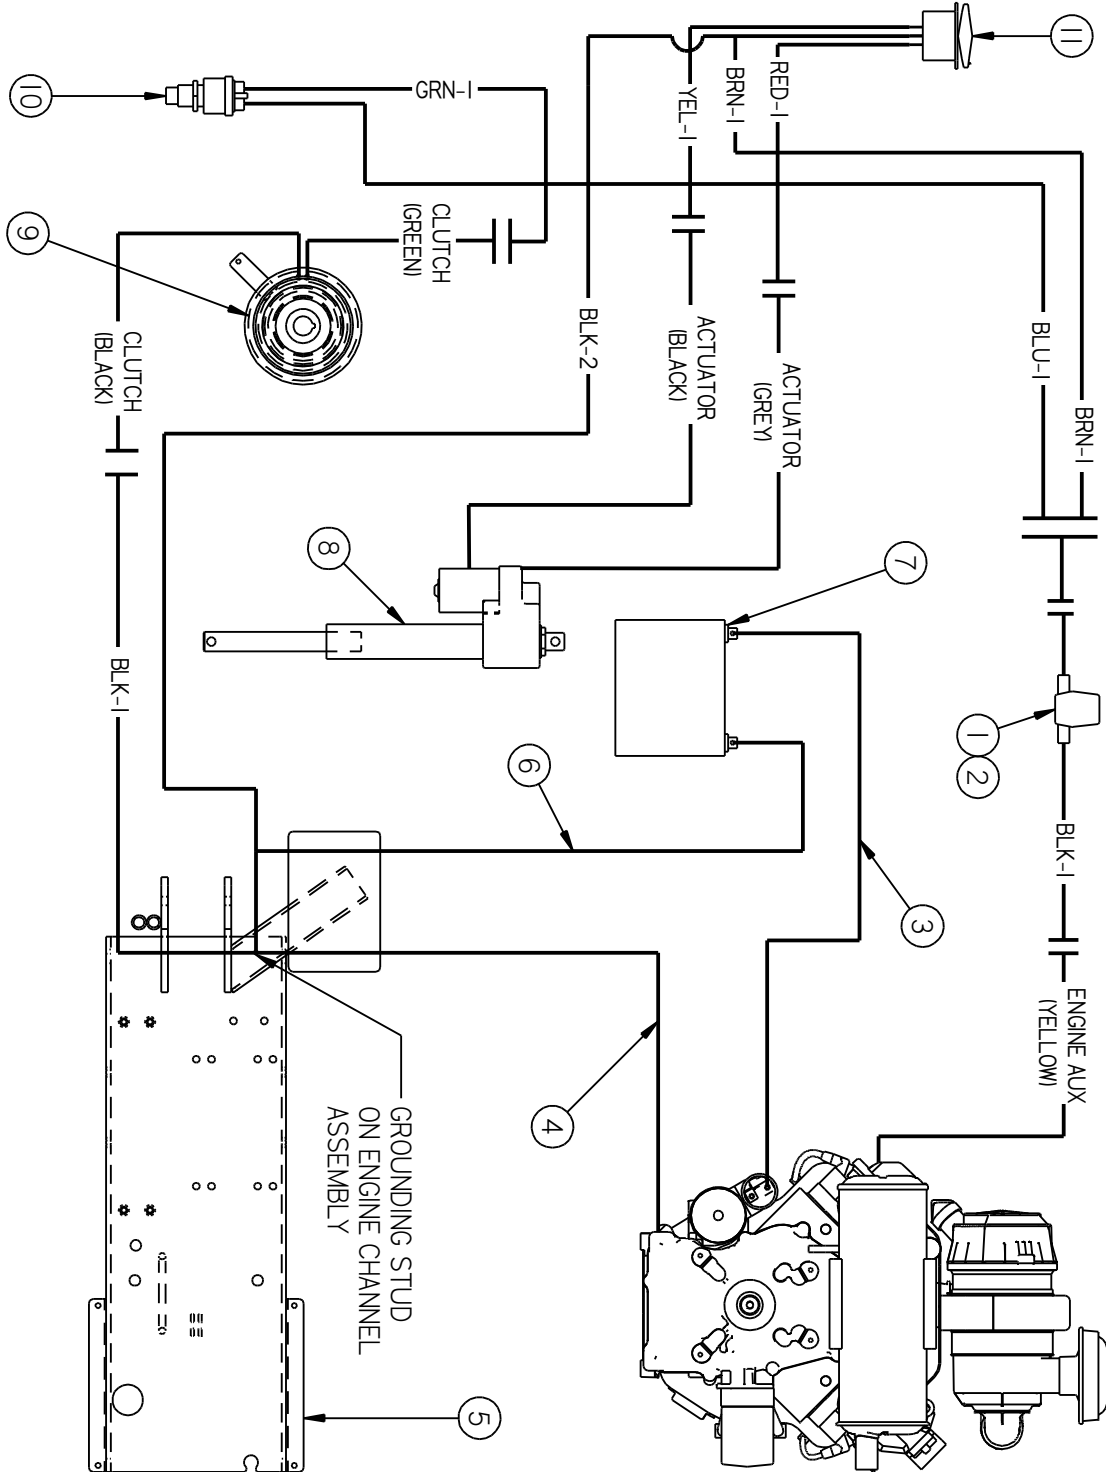 11
10
GRN-1
YEL-1
BRN-1
RED-1
9
CLUTCH
(GREEN)
CLUTCH
(BLACK)
BLK-2
ACTUATOR
(BLACK)
ACTUATOR
(GREY)
BLU-1
BRN-1
8
7
BLK-1
6
1
2
BLK-1
3
ENGINE AUX
(YELLOW)
4
GROUNDING STUD
ON ENGINE CHANNEL
ASSEMBLY
5